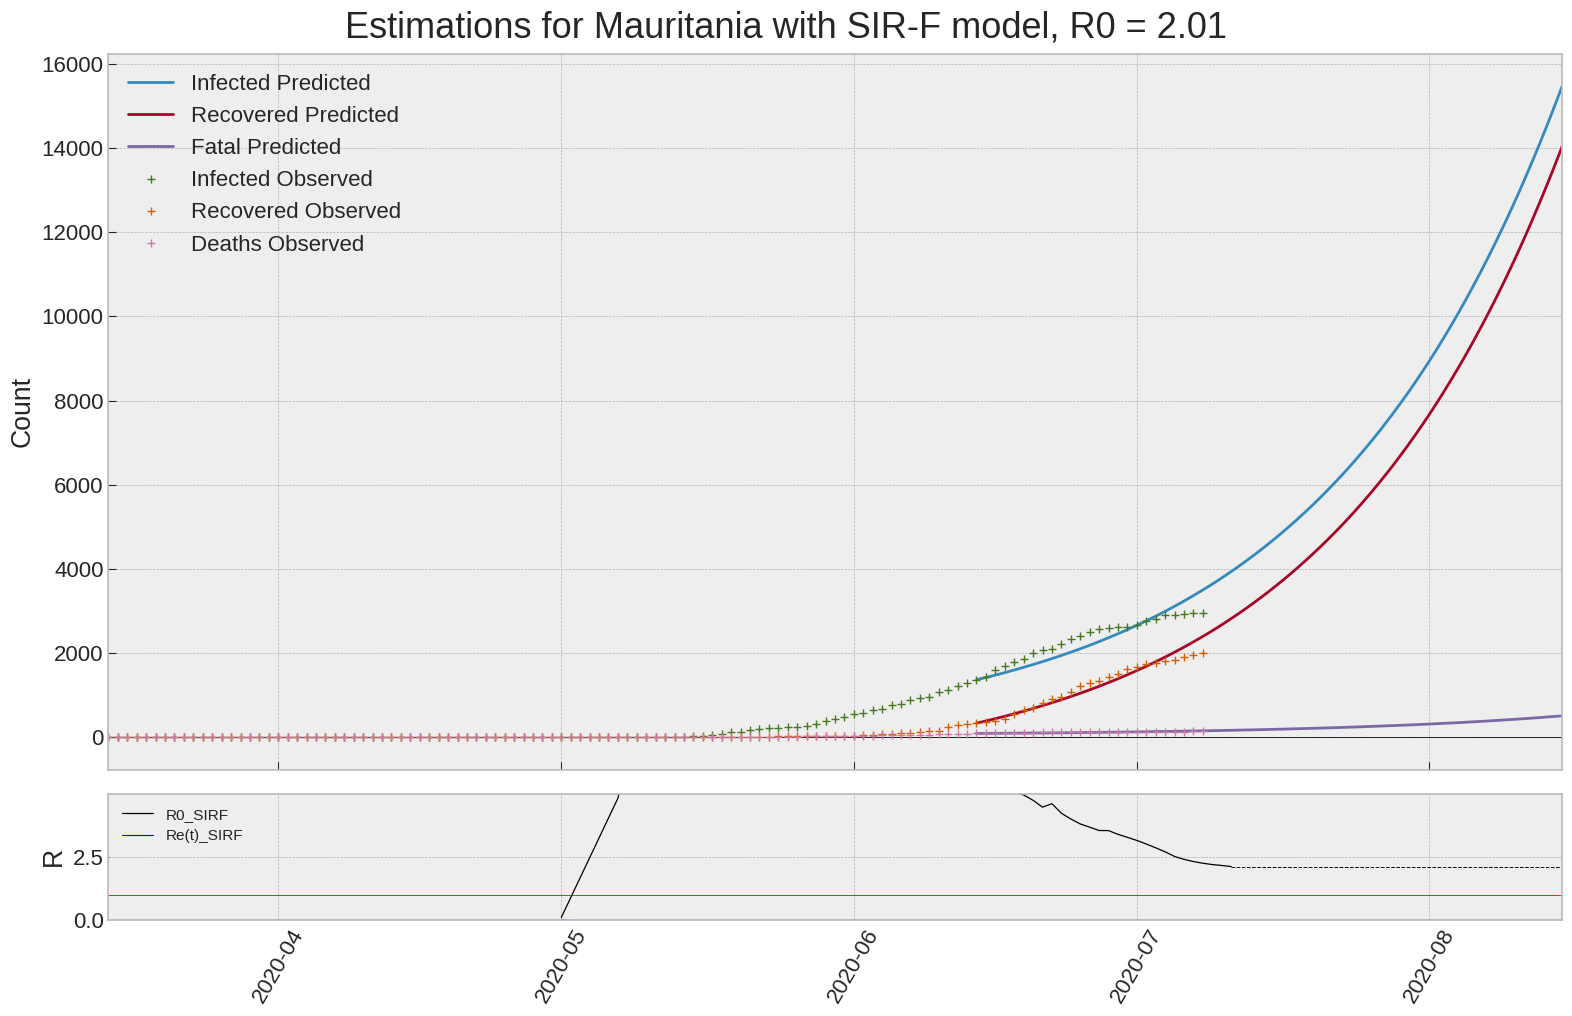 Estimations for Mauritania with SIR-F model, R0 = 2.01
16000
14000
12000
10000
8000
6000
4000
2000
0
Count
Infected Predicted
Recovered Predicted
Fatal Predicted
Infected Observed
Recovered Observed
Deaths Observed
R0_SIRF
Re(t)_SIRF
R
2.5
0.0
2020-04
2020-05
2020-06
2020-07
2020-08